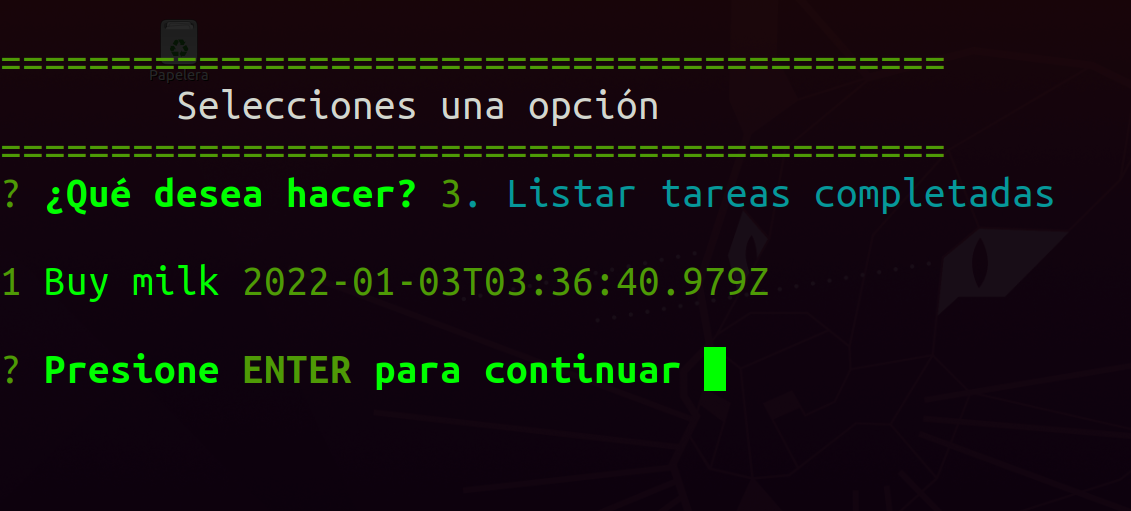 Papelera
===========================================
Selecciones una opción
===========================================
? ¿Qué desea hacer? 3. Listar tareas completadas
1 Buy milk 2022-01-03T03:36:40.979Z
? Presione ENTER para continuar